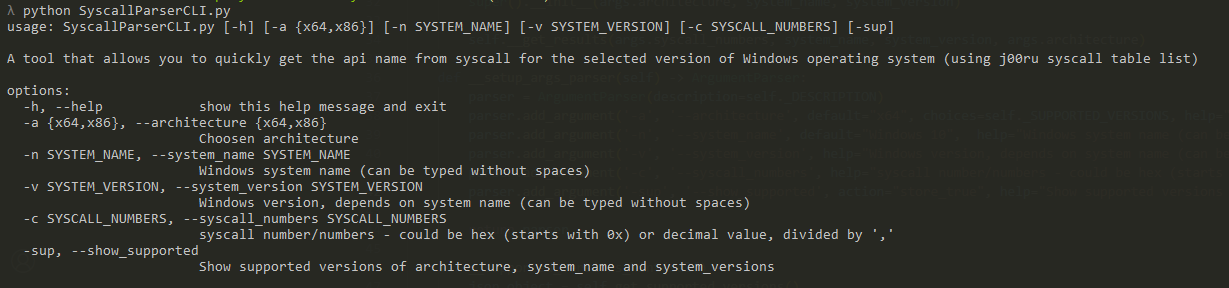 λ python SyscallParserCLI.py
usage: SyscallParserCLI.py [-h] [-a {x64,x86}] [-n SYSTEM_NAME] [-v SYSTEM_VERSION] [-c SYSCALL_NUMBERS] [-sup]
A tool that allows you to quickly get the api name from syscall for the selected version of Windows operating system (using j00ru syscall table list)
options:
-h, --help show this help message and exit
-a {x64,x86}, --architecture {x64,x86}
Choosen architecture
-n SYSTEM_NAME, --system_name SYSTEM_NAME
Windows system name (can be typed without spaces)
-v SYSTEM_VERSION, --system_version SYSTEM_VERSION
Windows version, depends on system name (can be typed without spaces)
-c SYSCALL_NUMBERS, --syscall_numbers SYSCALL_NUMBERS
syscall number/numbers - could be hex (starts with 0x) or decimal value, divided by ','
-sup, --show_supported
Show supported versions of architecture, system_name and system_versions